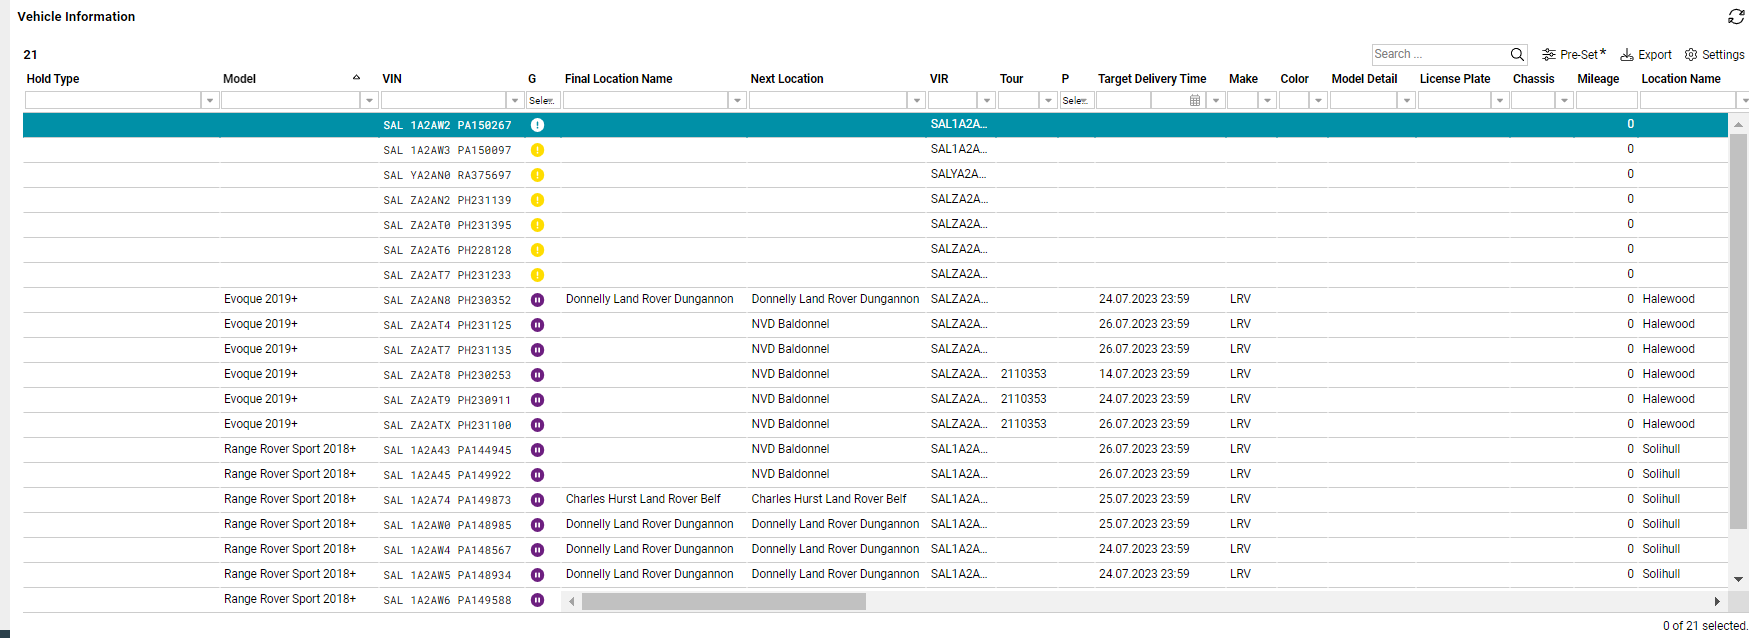 Vehicle Information
21
Search ... Pre-Set* Export Settings
Hold Type Model VIN G Final Location Name Next Location VIR Tour P Target Delivery Time Make Color Model Detail License Plate Chassis Mileage Location Name
Sele... Sele...
SAL 1A2AW2 PA150267 SAL1A2A... 0
SAL 1A2AW3 PA150097 SAL1A2A... 0
SAL YA2AN0 RA375697 SALYA2A... 0
SAL ZA2AN2 PH231139 SALZA2A... 0
SAL ZA2AT0 PH231395 SALZA2A... 0
SAL ZA2AT6 PH228128 SALZA2A... 0
SAL ZA2AT7 PH231233 SALZA2A... 0
Evoque 2019+ SAL ZA2AN8 PH230352 Donnelly Land Rover Dungannon Donnelly Land Rover Dungannon SALZA2A... 24.07.2023 23:59 LRV 0 Halewood
Evoque 2019+ SAL ZA2AT4 PH231125 NVD Baldonnel SALZA2A... 26.07.2023 23:59 LRV 0 Halewood
Evoque 2019+ SAL ZA2AT7 PH231135 NVD Baldonnel SALZA2A... 26.07.2023 23:59 LRV 0 Halewood
Evoque 2019+ SAL ZA2AT8 PH230253 NVD Baldonnel SALZA2A... 2110353 14.07.2023 23:59 LRV 0 Halewood
Evoque 2019+ SAL ZA2AT9 PH230911 NVD Baldonnel SALZA2A... 2110353 24.07.2023 23:59 LRV 0 Halewood
Evoque 2019+ SAL ZA2ATX PH231100 NVD Baldonnel SALZA2A... 2110353 26.07.2023 23:59 LRV 0 Halewood
Range Rover Sport 2018+ SAL 1A2A43 PA144945 NVD Baldonnel SAL1A2A... 26.07.2023 23:59 LRV 0 Solihull
Range Rover Sport 2018+ SAL 1A2A45 PA149922 NVD Baldonnel SAL1A2A... 26.07.2023 23:59 LRV 0 Solihull
Range Rover Sport 2018+ SAL 1A2A74 PA149873 Charles Hurst Land Rover Belf Charles Hurst Land Rover Belf SAL1A2A... 25.07.2023 23:59 LRV 0 Solihull
Range Rover Sport 2018+ SAL 1A2AW0 PA148985 Donnelly Land Rover Dungannon Donnelly Land Rover Dungannon SAL1A2A... 25.07.2023 23:59 LRV 0 Solihull
Range Rover Sport 2018+ SAL 1A2AW4 PA148567 Donnelly Land Rover Dungannon Donnelly Land Rover Dungannon SAL1A2A... 24.07.2023 23:59 LRV 0 Solihull
Range Rover Sport 2018+ SAL 1A2AW5 PA148934 Donnelly Land Rover Dungannon Donnelly Land Rover Dungannon SAL1A2A... 24.07.2023 23:59 LRV 0 Solihull
Range Rover Sport 2018+ SAL 1A2AW6 PA149588
0 of 21 selected.